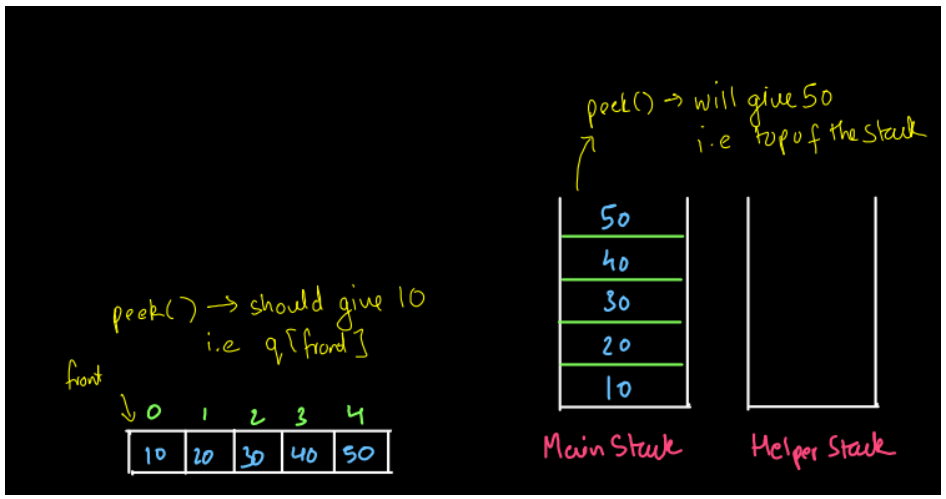 peek() → will give 50
i.e top of the Stack
50
40
30
20
10
Main Stack
Helper Stack
peek() → should give 10
i.e q[front]
front
0 1 2 3 4
10 20 30 40 50